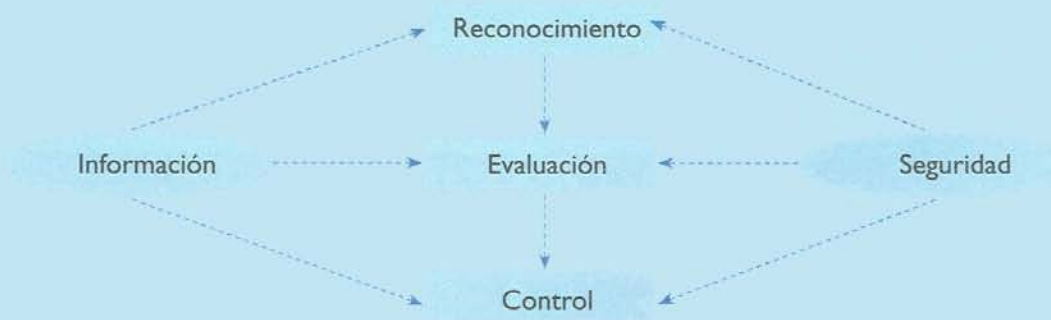 Reconocimiento
Información
Evaluación
Seguridad
Control